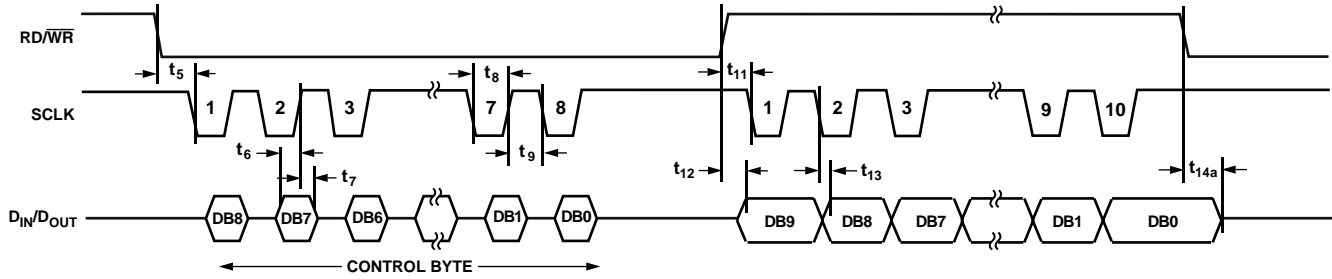 RD/WR
t5 t8 t11
SCLK 1 2 3 7 8 1 2 3 9 10
t6 t9 t7 t12 t13 t14a
DIN/DOUT DB8 DB7 DB6 DB1 DB0 DB9 DB8 DB7 DB1 DB0
CONTROL BYTE